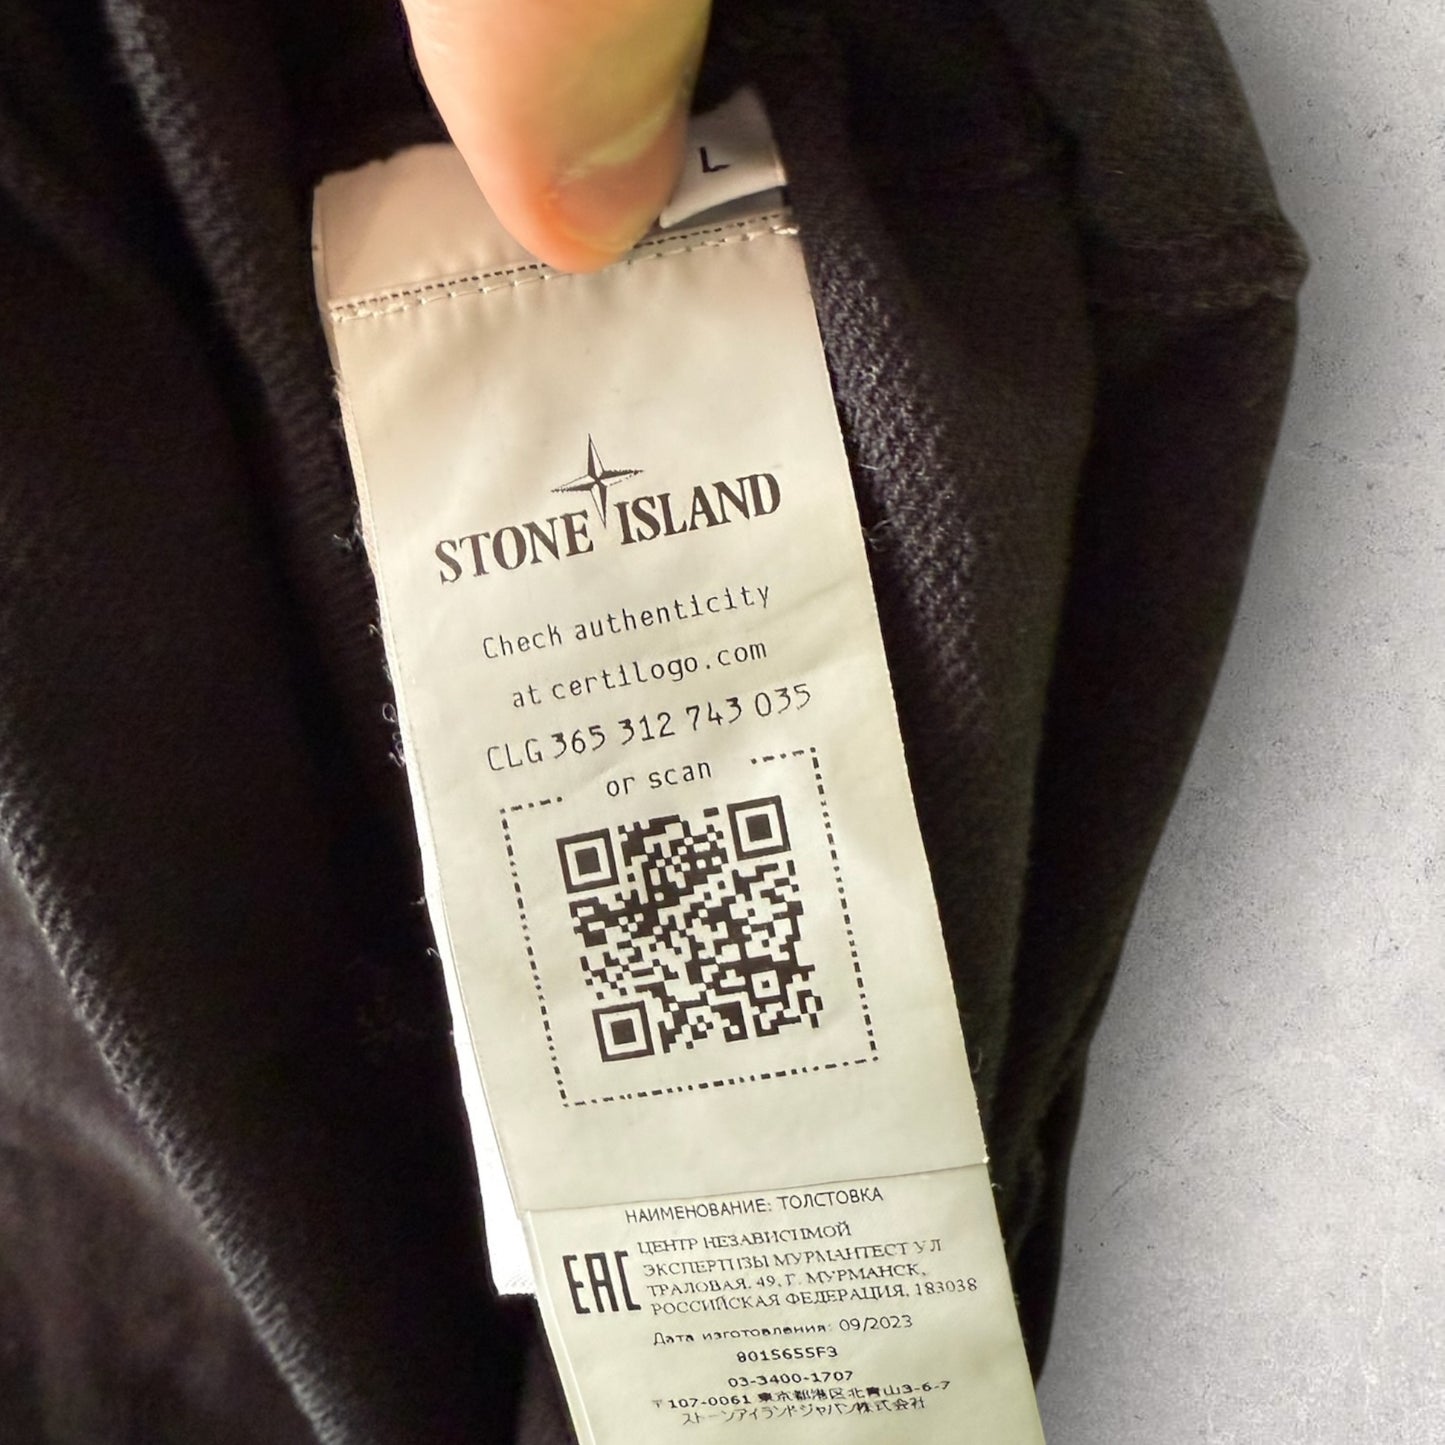 L
STONE ISLAND
Check authenticity
at certilogo.com
CLG 365 312 743 035
or scan
НАИМЕНОВАНИЕ: ТОЛСТОВКА
EAC
ЦЕНТР НЕЗАВИСИМОЙ
ЭКСПЕРТИЗЫ МУРМАНТЕСТ УЛ
ТРАЛОВАЯ, 49, Г. МУРМАНСК,
РОССИЙСКАЯ ФЕДЕРАЦИЯ, 183038
Дата изготовления: 09/2023
8015655F3
03-3400-1707
〒107-0061 東京都港区北青山3-6-7
ストーンアイランドジャパン株式会社